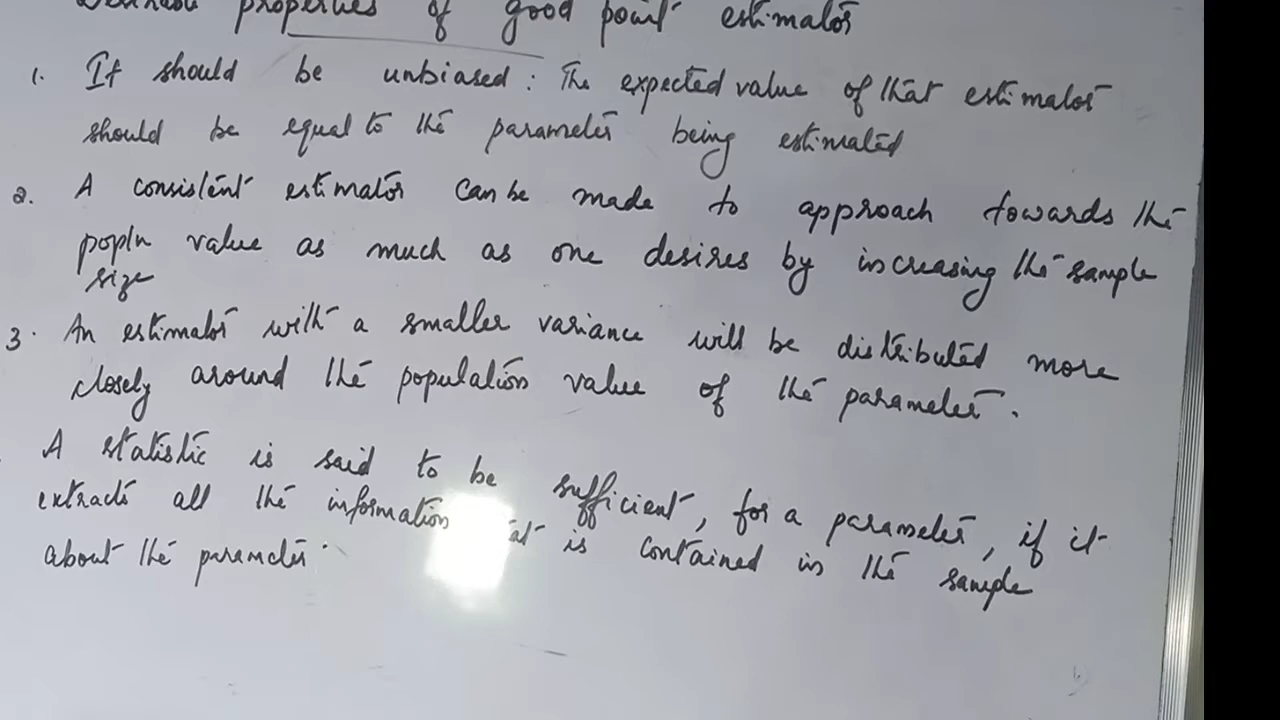 properties of good point estimator
1. It should be unbiased : The expected value of that estimator
should be equal to the parameter being estimated
2. A consistent estimator can be made to approach towards the
popln value as much as one desires by increasing the sample
size
3. An estimator with a smaller variance will be distributed more
closely around the population value of the parameter.
A statistic is said to be sufficient, for a parameter, if it
extracts all the information is contained in the sample
about the parameter.